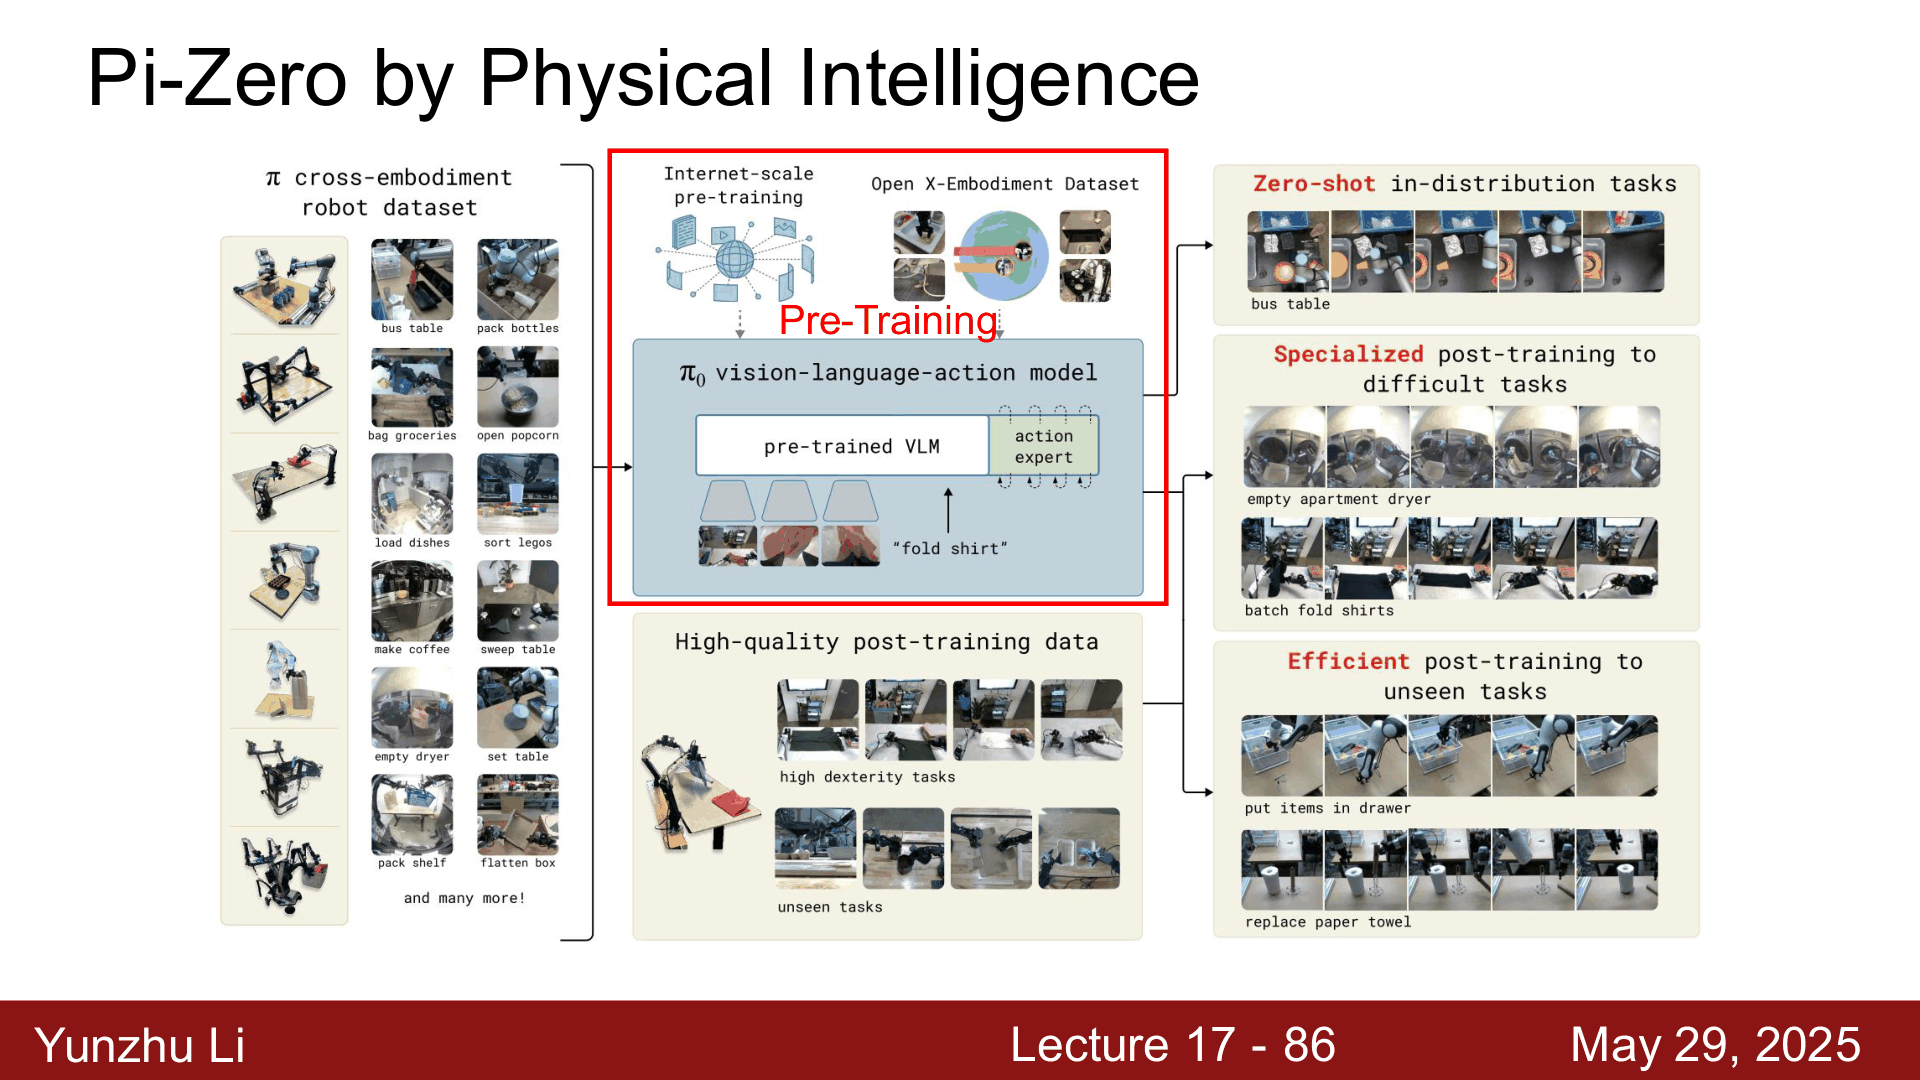 Pi-Zero by Physical Intelligence
π cross-embodiment
robot dataset
bus table
pack bottles
bag groceries
open popcorn
load dishes
sort legos
make coffee
sweep table
empty dryer
set table
pack shelf
flatten box
and many more!
Internet-scale
pre-training
Open X-Embodiment Dataset
Pre-Training
π₀ vision-language-action model
pre-trained VLM
action
expert
“fold shirt”
High-quality post-training data
high dexterity tasks
unseen tasks
Zero-shot in-distribution tasks
bus table
Specialized post-training to
difficult tasks
empty apartment dryer
batch fold shirts
Efficient post-training to
unseen tasks
put items in drawer
replace paper towel
Yunzhu Li
Lecture 17 - 86
May 29, 2025